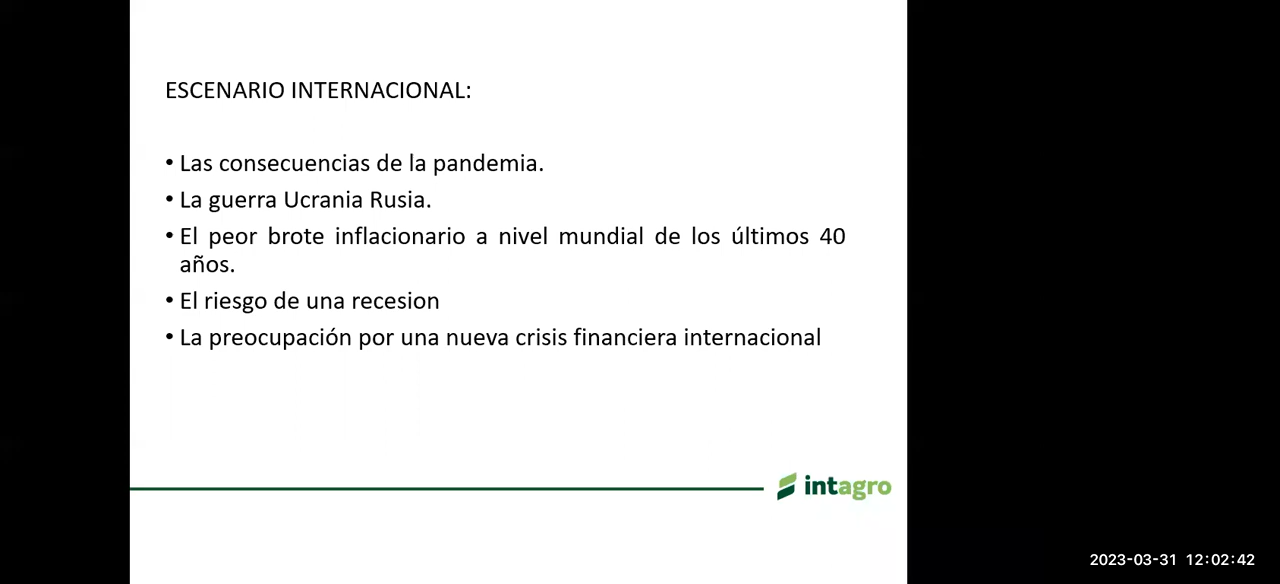 ESCENARIO INTERNACIONAL:
• Las consecuencias de la pandemia.
• La guerra Ucrania Rusia.
• El peor brote inflacionario a nivel mundial de los últimos 40
años.
• El riesgo de una recesion
• La preocupación por una nueva crisis financiera internacional
intagro
2023-03-31 12:02:42